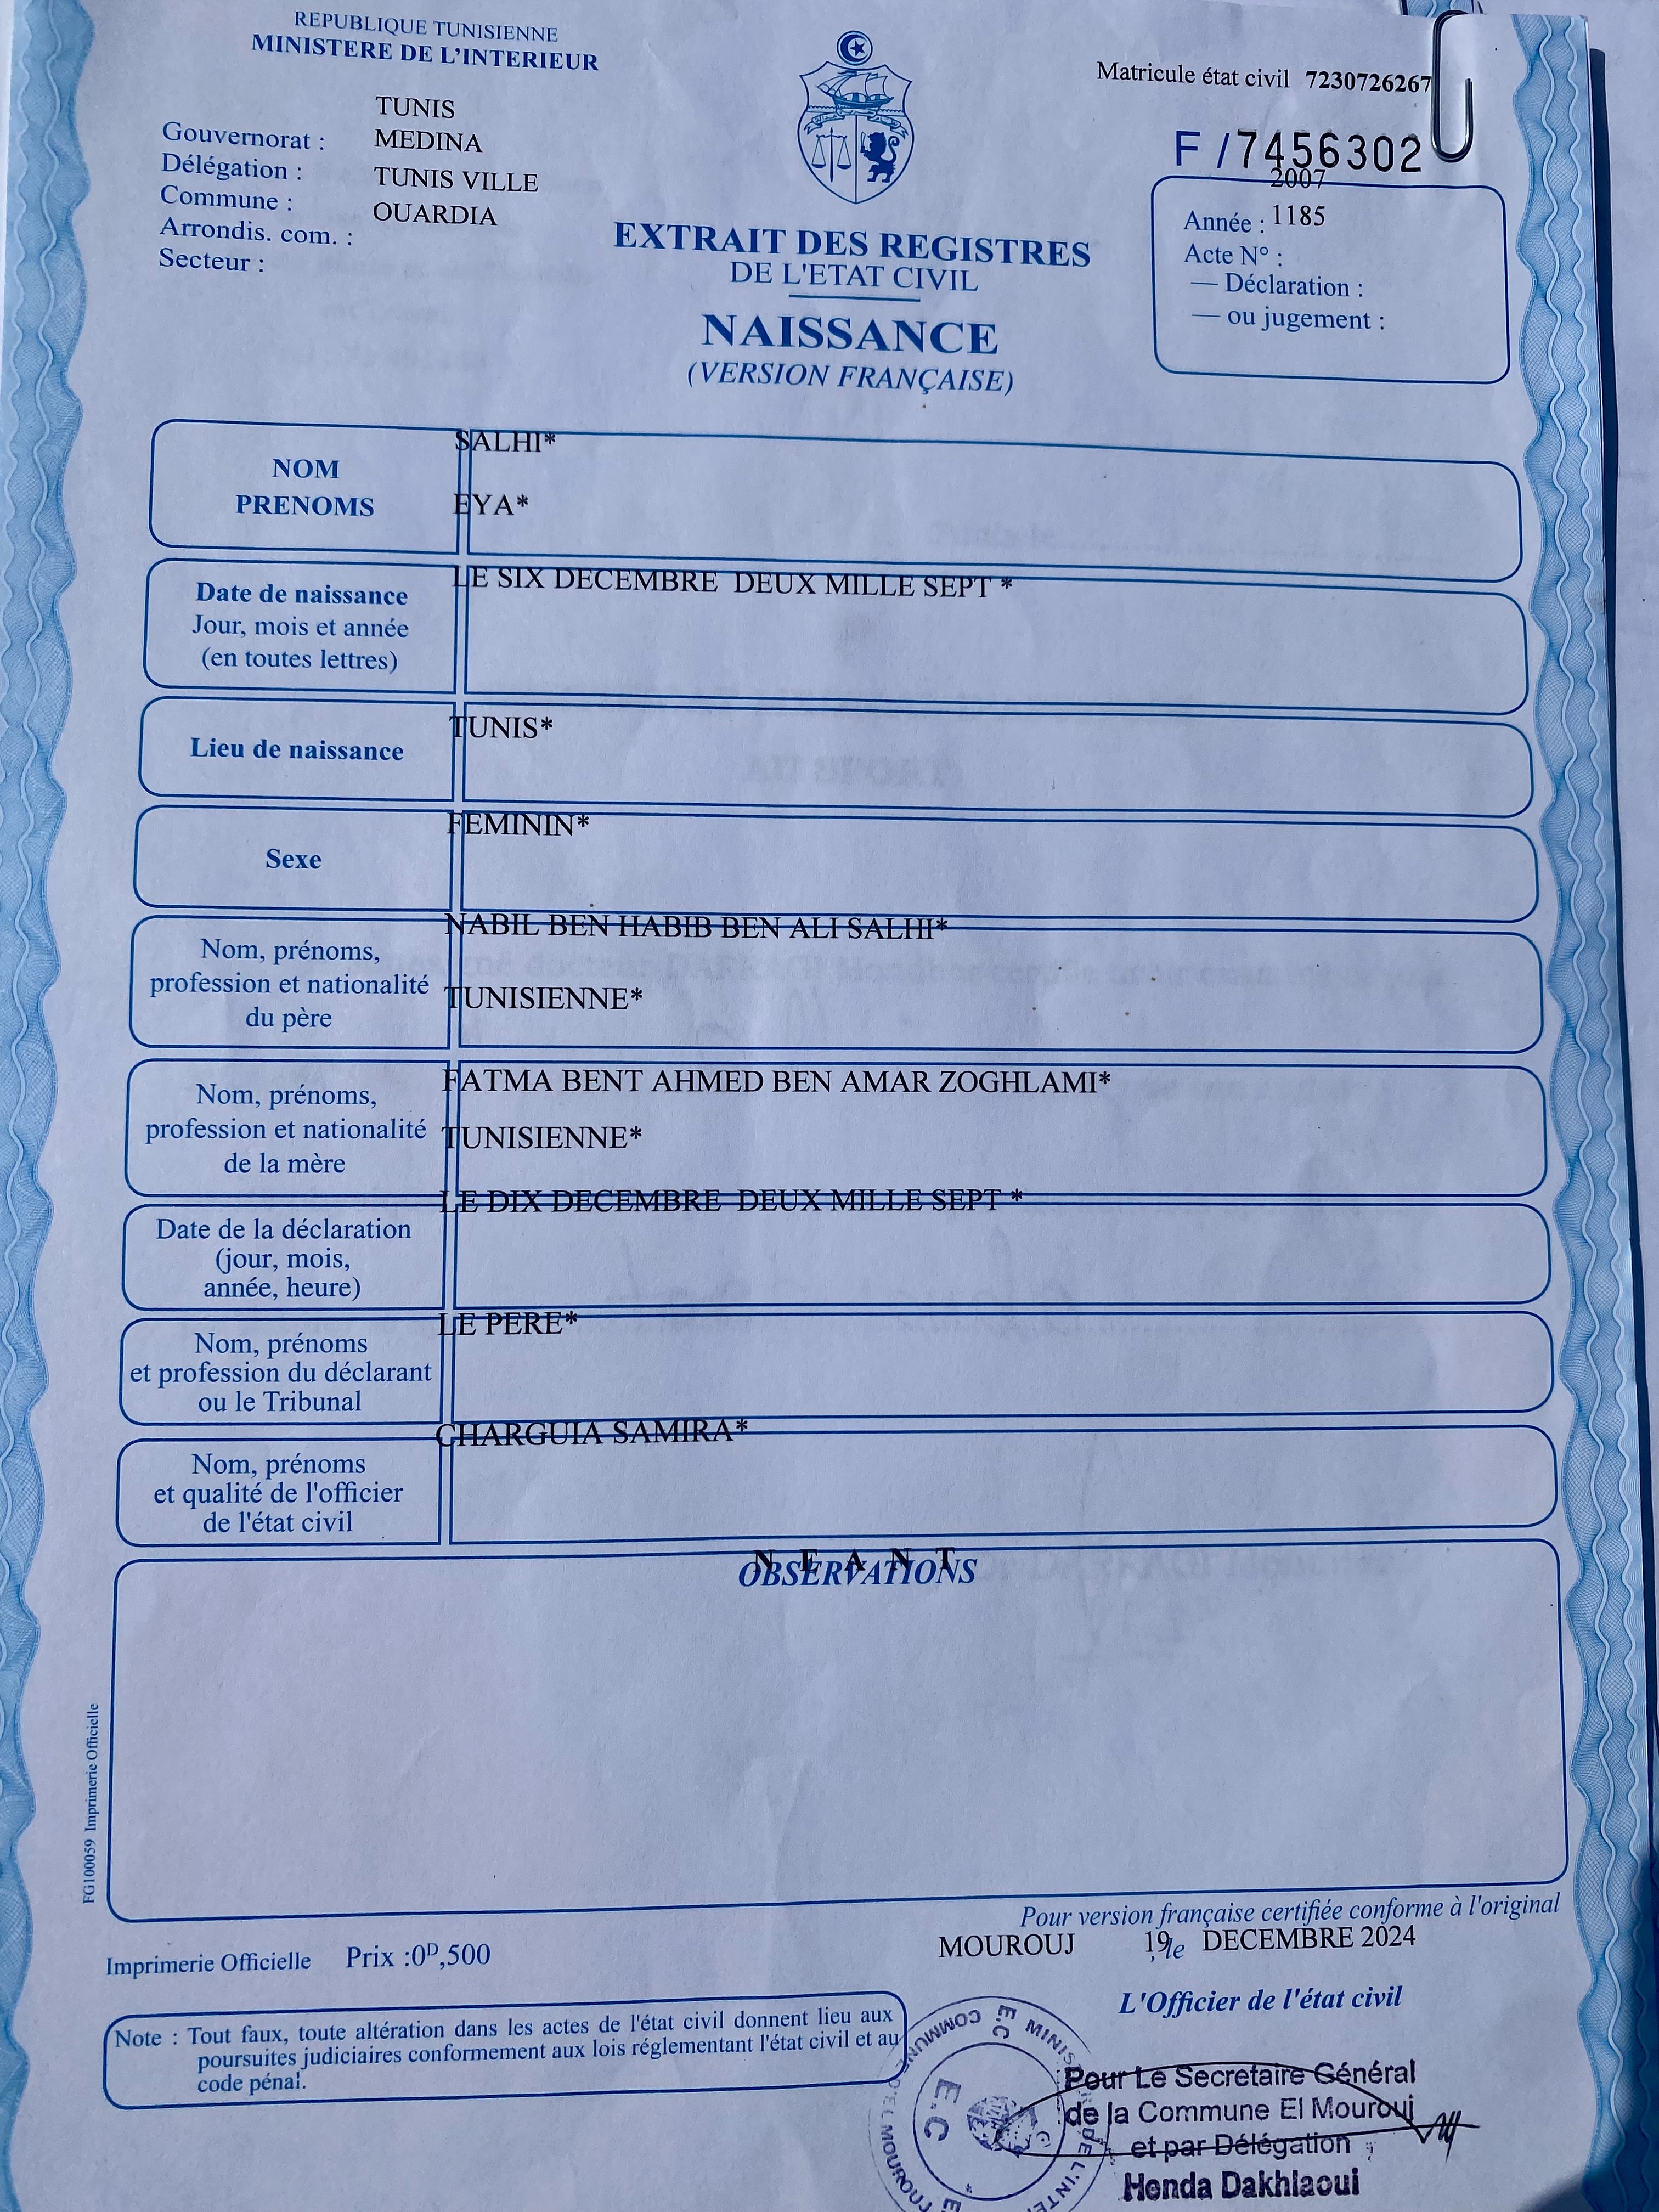 REPUBLIQUE TUNISIENNE
MINISTERE DE L'INTERIEUR
Matricule état civil 7230726267
F /7456302
TUNIS
Gouvernorat : MEDINA
Délégation : TUNIS VILLE
Commune : OUARDIA
Arrondis. com. :
Secteur :
2007
Année : 1185
Acte N° :
— Déclaration :
— ou jugement :
EXTRAIT DES REGISTRES
DE L'ETAT CIVIL
NAISSANCE
(VERSION FRANÇAISE)
NOM
PRENOMS
SALHI*
EYA*
Date de naissance
Jour, mois et année
(en toutes lettres)
LE SIX DECEMBRE DEUX MILLE SEPT *
Lieu de naissance
TUNIS*
Sexe
FEMININ*
Nom, prénoms,
profession et nationalité
du père
NABIL BEN HABIB BEN ALI SALHI*
TUNISIENNE*
Nom, prénoms,
profession et nationalité
de la mère
FATMA BENT AHMED BEN AMAR ZOGHLAMI*
TUNISIENNE*
Date de la déclaration
(jour, mois,
année, heure)
LE DIX DECEMBRE DEUX MILLE SEPT *
Nom, prénoms
et profession du déclarant
ou le Tribunal
LE PERE*
Nom, prénoms
et qualité de l'officier
de l'état civil
CHARGUIA SAMIRA*
N E A N T
OBSERVATIONS
FG100059 Imprimerie Officielle
Pour version française certifiée conforme à l'original
MOUROUJ 19 ,le DECEMBRE 2024
Imprimerie Officielle Prix :0D,500
L'Officier de l'état civil
Note : Tout faux, toute altération dans les actes de l'état civil donnent lieu aux
poursuites judiciaires conformement aux lois réglementant l'état civil et au
code pénal.
Pour Le Secretaire Général
de la Commune El Mourouj
et par Délégation
Henda Dakhlaoui
COMMUNE D'EL MOUROUJ
E.C
E.C